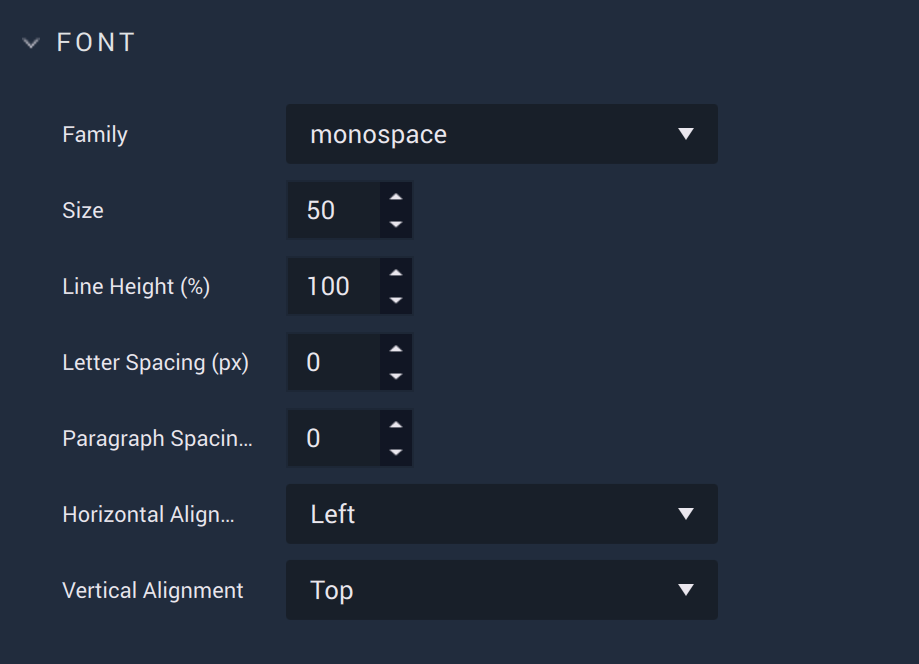 FONT
Family monospace
Size 50
Line Height (%) 100
Letter Spacing (px) 0
Paragraph Spacin... 0
Horizontal Align... Left
Vertical Alignment Top